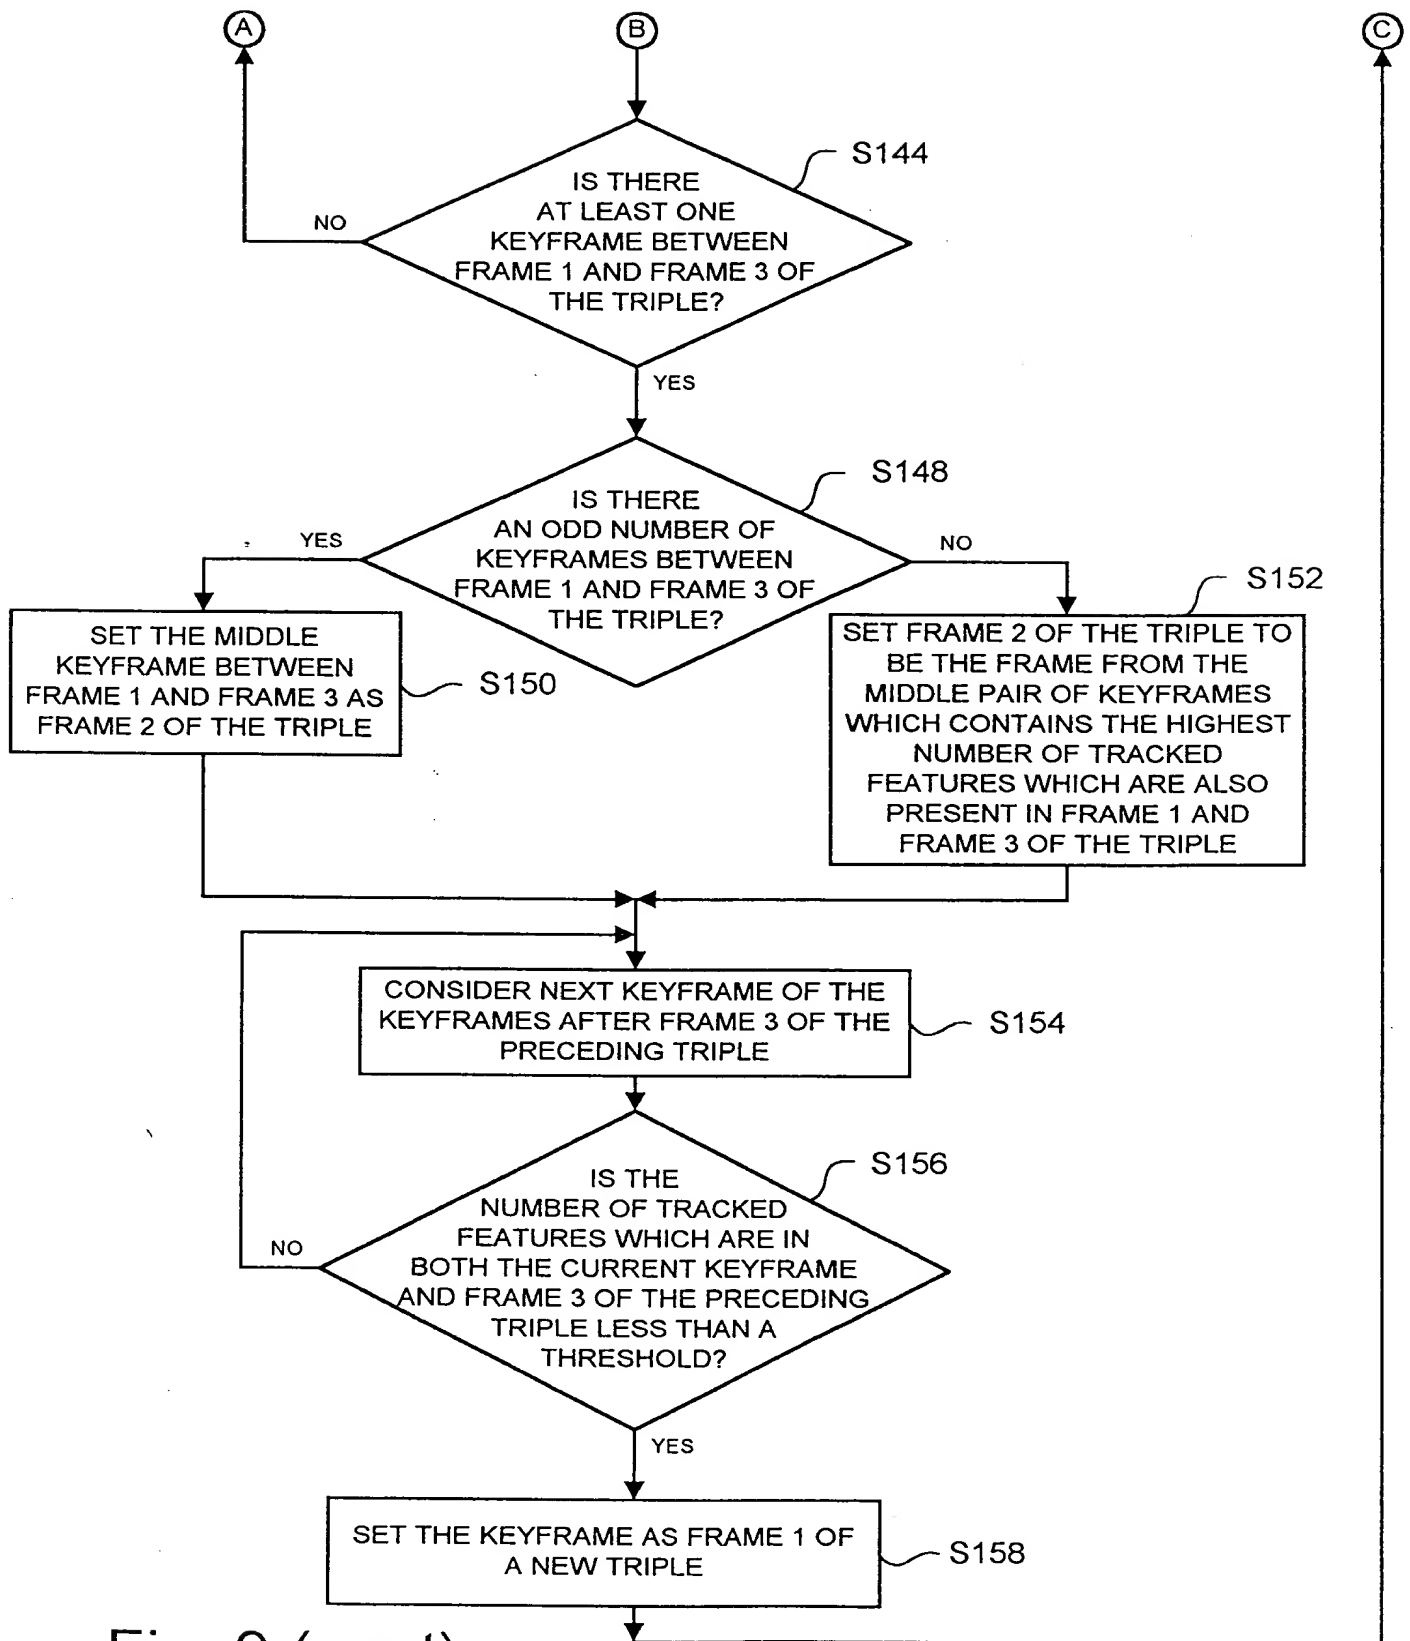 A
B
C
S144
IS THERE
AT LEAST ONE
KEYFRAME BETWEEN
FRAME 1 AND FRAME 3 OF
THE TRIPLE?
NO
YES
S148
IS THERE
AN ODD NUMBER OF
KEYFRAMES BETWEEN
FRAME 1 AND FRAME 3 OF
THE TRIPLE?
YES
NO
SET THE MIDDLE
KEYFRAME BETWEEN
FRAME 1 AND FRAME 3 AS
FRAME 2 OF THE TRIPLE
S150
S152
SET FRAME 2 OF THE TRIPLE TO
BE THE FRAME FROM THE
MIDDLE PAIR OF KEYFRAMES
WHICH CONTAINS THE HIGHEST
NUMBER OF TRACKED
FEATURES WHICH ARE ALSO
PRESENT IN FRAME 1 AND
FRAME 3 OF THE TRIPLE
CONSIDER NEXT KEYFRAME OF THE
KEYFRAMES AFTER FRAME 3 OF THE
PRECEDING TRIPLE
S154
S156
IS THE
NUMBER OF TRACKED
FEATURES WHICH ARE IN
BOTH THE CURRENT KEYFRAME
AND FRAME 3 OF THE PRECEDING
TRIPLE LESS THAN A
THRESHOLD?
NO
YES
SET THE KEYFRAME AS FRAME 1 OF
A NEW TRIPLE
S158